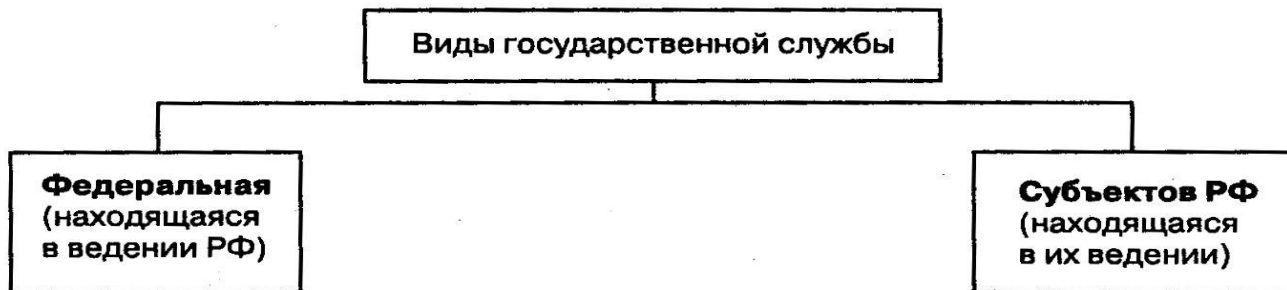 Виды государственной службы
Федеральная
(находящаяся
в ведении РФ)
Субъектов РФ
(находящаяся
в их ведении)